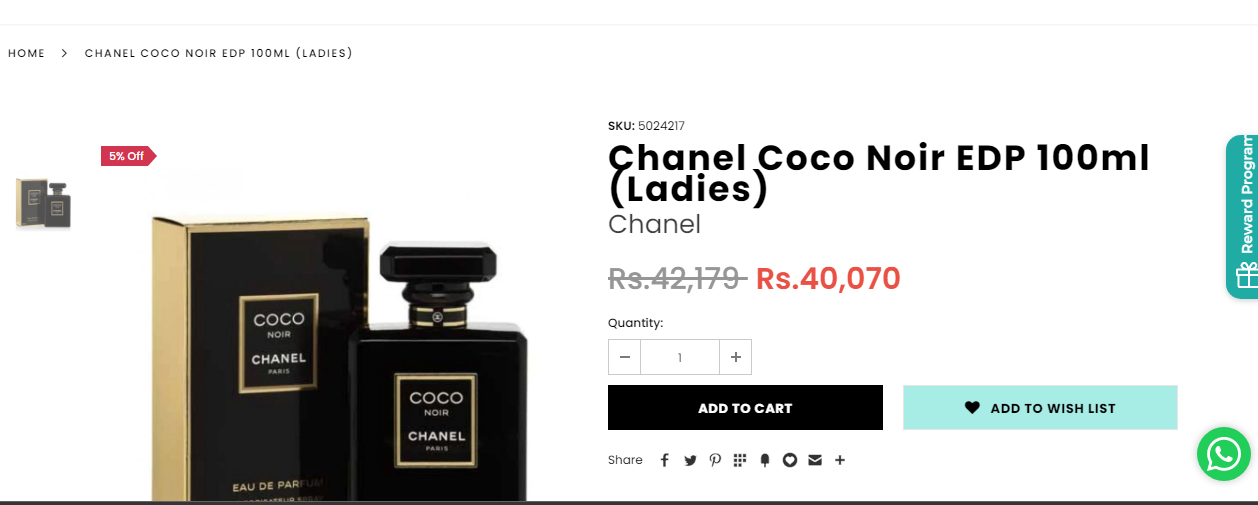 HOME > CHANEL COCO NOIR EDP 100ML (LADIES)
5% Off
COCO
NOIR
CHANEL
PARIS
EAU DE PARFUM
COCO
NOIR
CHANEL
PARIS
SKU: 5024217
Chanel Coco Noir EDP 100ml
(Ladies)
Chanel
Rs.42,179 Rs.40,070
Quantity:
1
ADD TO CART
ADD TO WISH LIST
Share
Reward Program